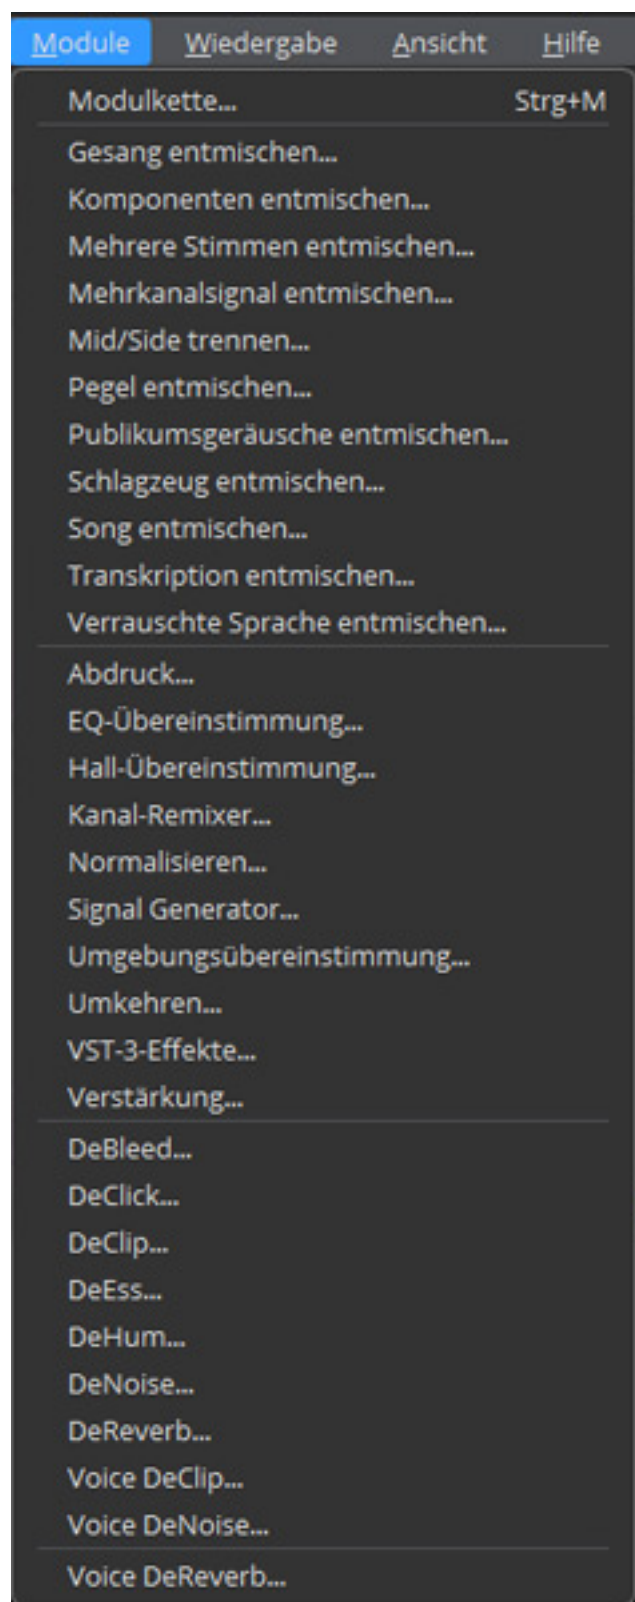 Module Wiedergabe Ansicht Hilfe
Modulkette... Strg+M
Gesang entmischen...
Komponenten entmischen...
Mehrere Stimmen entmischen...
Mehrkanalsignal entmischen...
Mid/Side trennen...
Pegel entmischen...
Publikumsgeräusche entmischen...
Schlagzeug entmischen...
Song entmischen...
Transkription entmischen...
Verrauschte Sprache entmischen...
Abdruck...
EQ-Übereinstimmung...
Hall-Übereinstimmung...
Kanal-Remixer...
Normalisieren...
Signal Generator...
Umgebungsübereinstimmung...
Umkehren...
VST-3-Effekte...
Verstärkung...
DeBleed...
DeClick...
DeClip...
DeEss...
DeHum...
DeNoise...
DeReverb...
Voice DeClip...
Voice DeNoise...
Voice DeReverb...